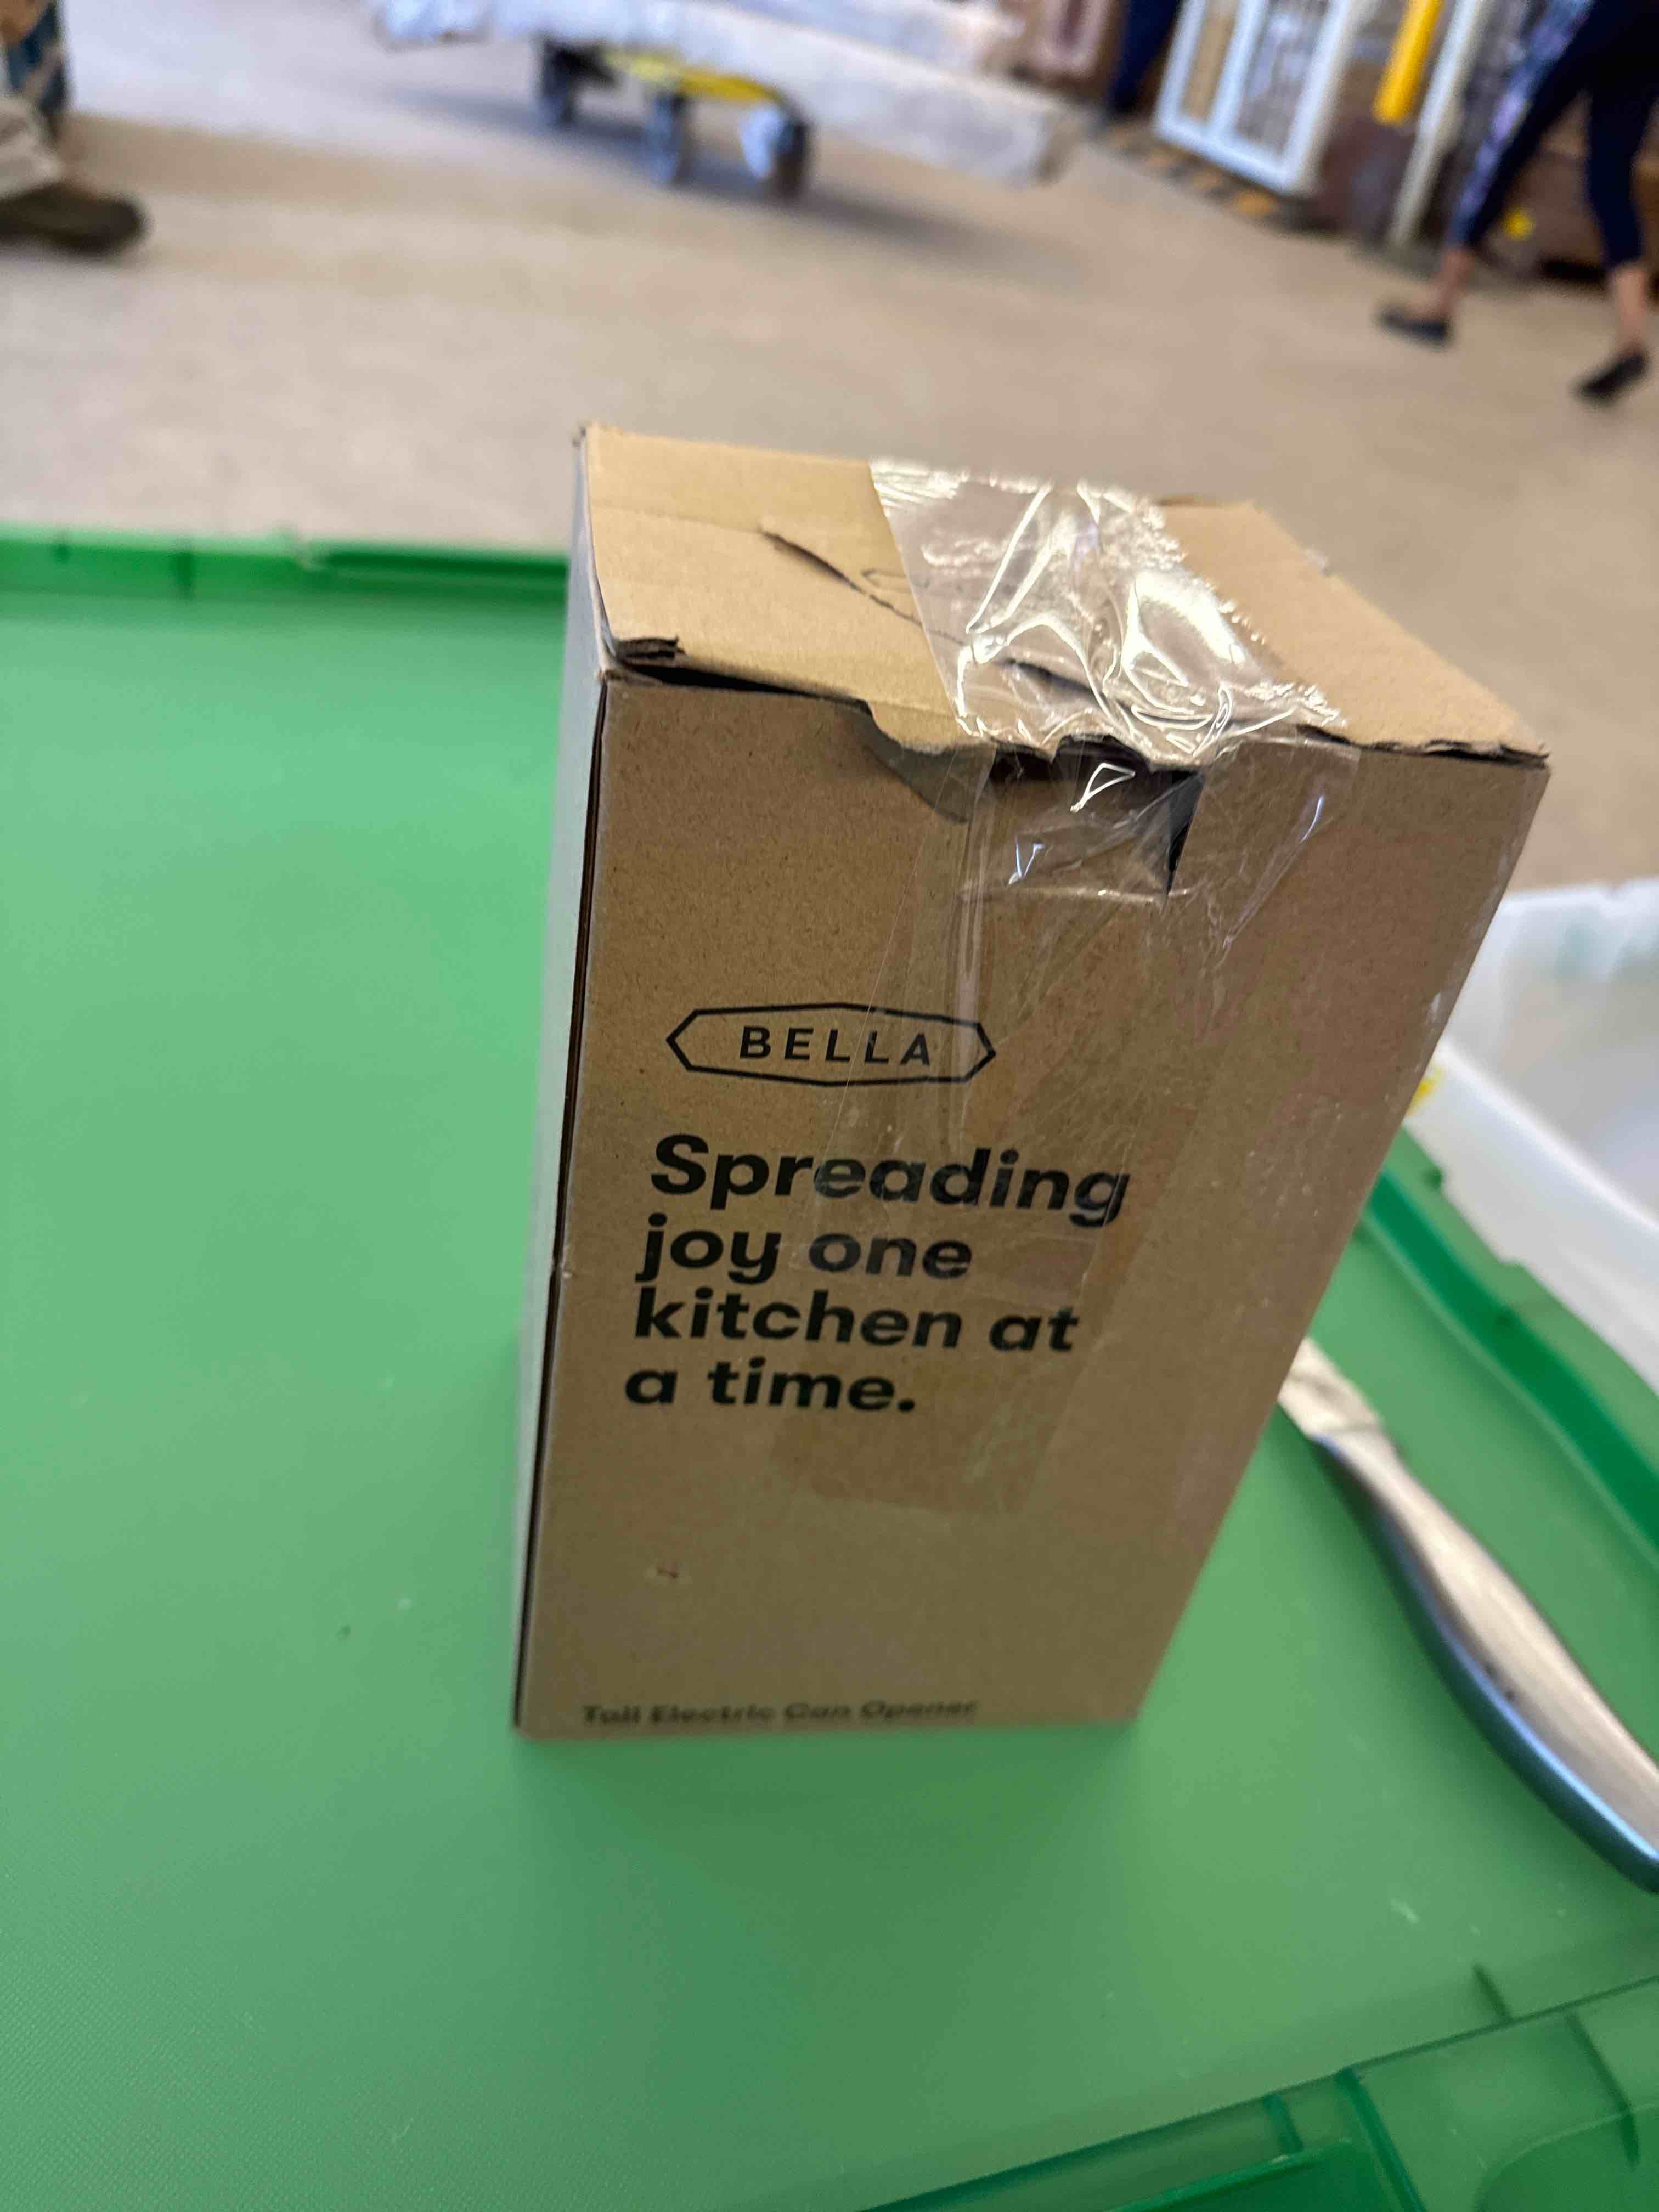 BELLA
Spreading
joy one
kitchen at
a time.
Tall Electric Can Opener